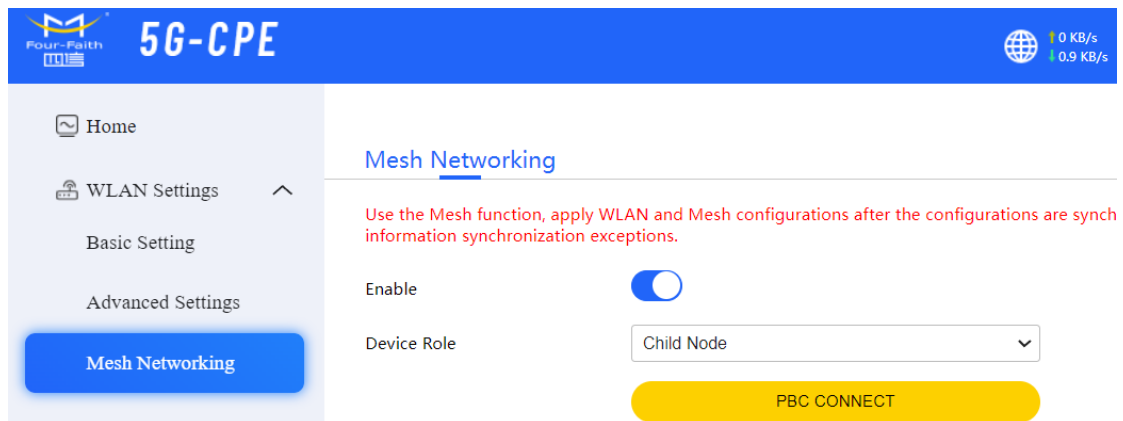 Four-Faith
四信
5G-CPE
0 KB/s
0.9 KB/s
Home
WLAN Settings
Basic Setting
Advanced Settings
Mesh Networking
Mesh Networking
Use the Mesh function, apply WLAN and Mesh configurations after the configurations are synch
information synchronization exceptions.
Enable
Device Role
Child Node
PBC CONNECT